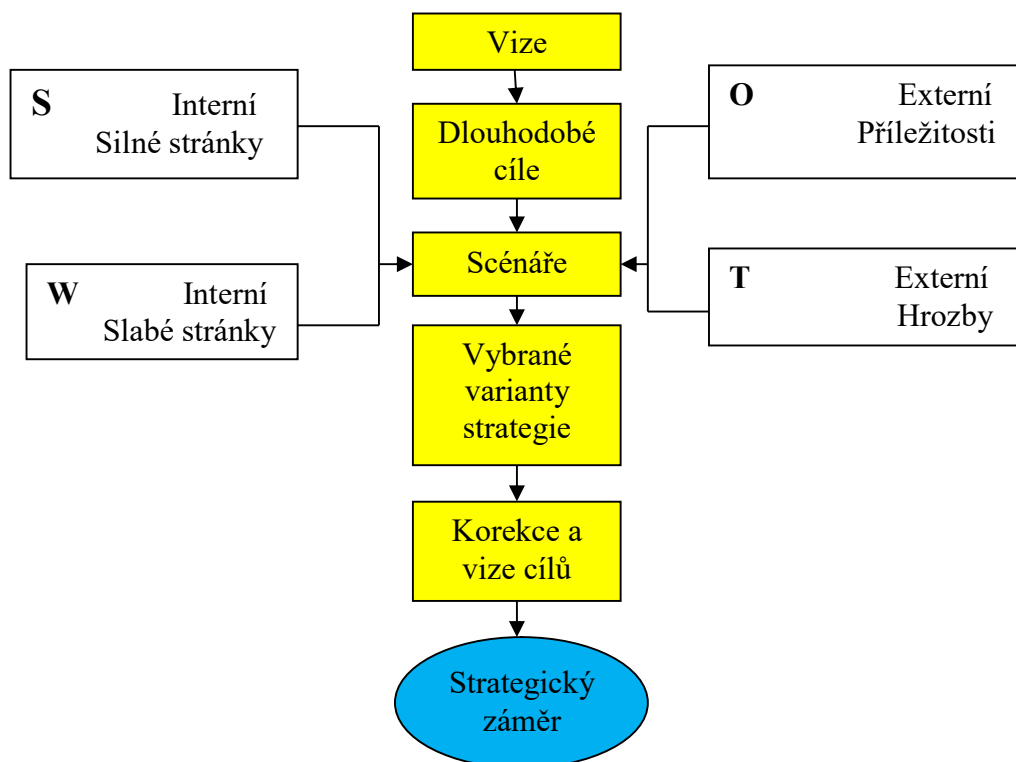 Vize
S Interní
Silné stránky
O Externí
Příležitosti
Dlouhodobé
cíle
Scénáře
W Interní
Slabé stránky
T Externí
Hrozby
Vybrané
varianty
strategie
Korekce a
vize cílů
Strategický
záměr